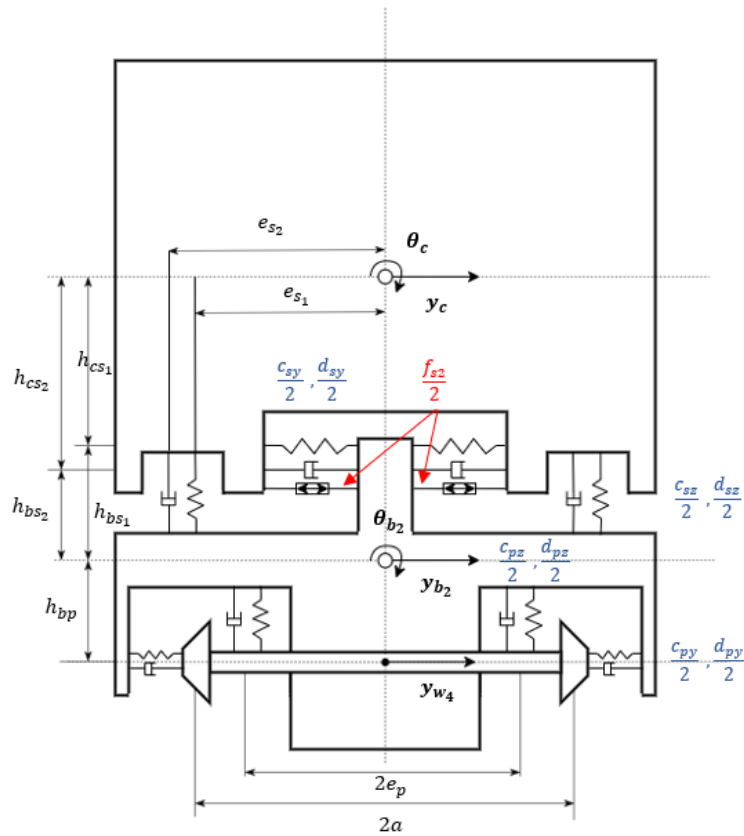 e_{s_2}
θ_c
e_{s_1}
y_c
h_{cs_2}
h_{cs_1}
c_{sy}/2 , d_{sy}/2
f_{s2}/2
h_{bs_2}
h_{bs_1}
c_{sz}/2 , d_{sz}/2
θ_{b_2}
c_{pz}/2 , d_{pz}/2
y_{b_2}
h_{bp}
c_{py}/2 , d_{py}/2
y_{w_4}
2e_p
2a